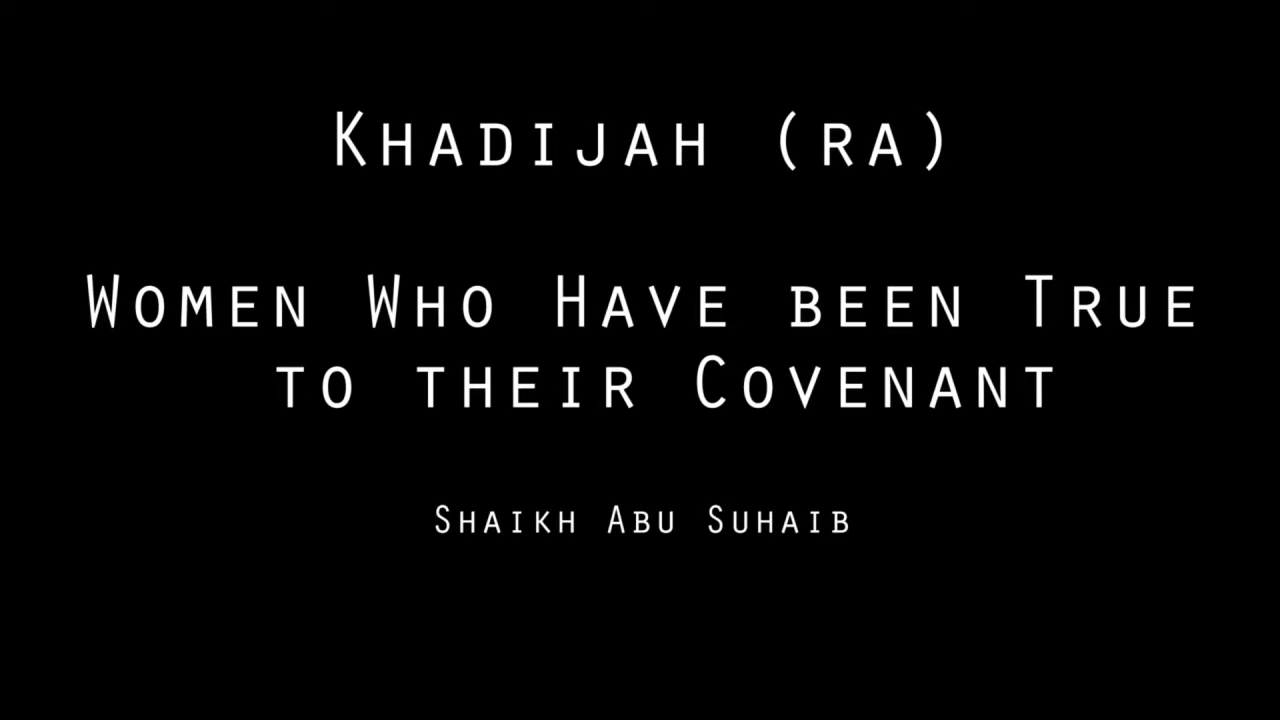 Khadijah (ra)
Women Who Have been True
to their Covenant
Shaikh Abu Suhaib